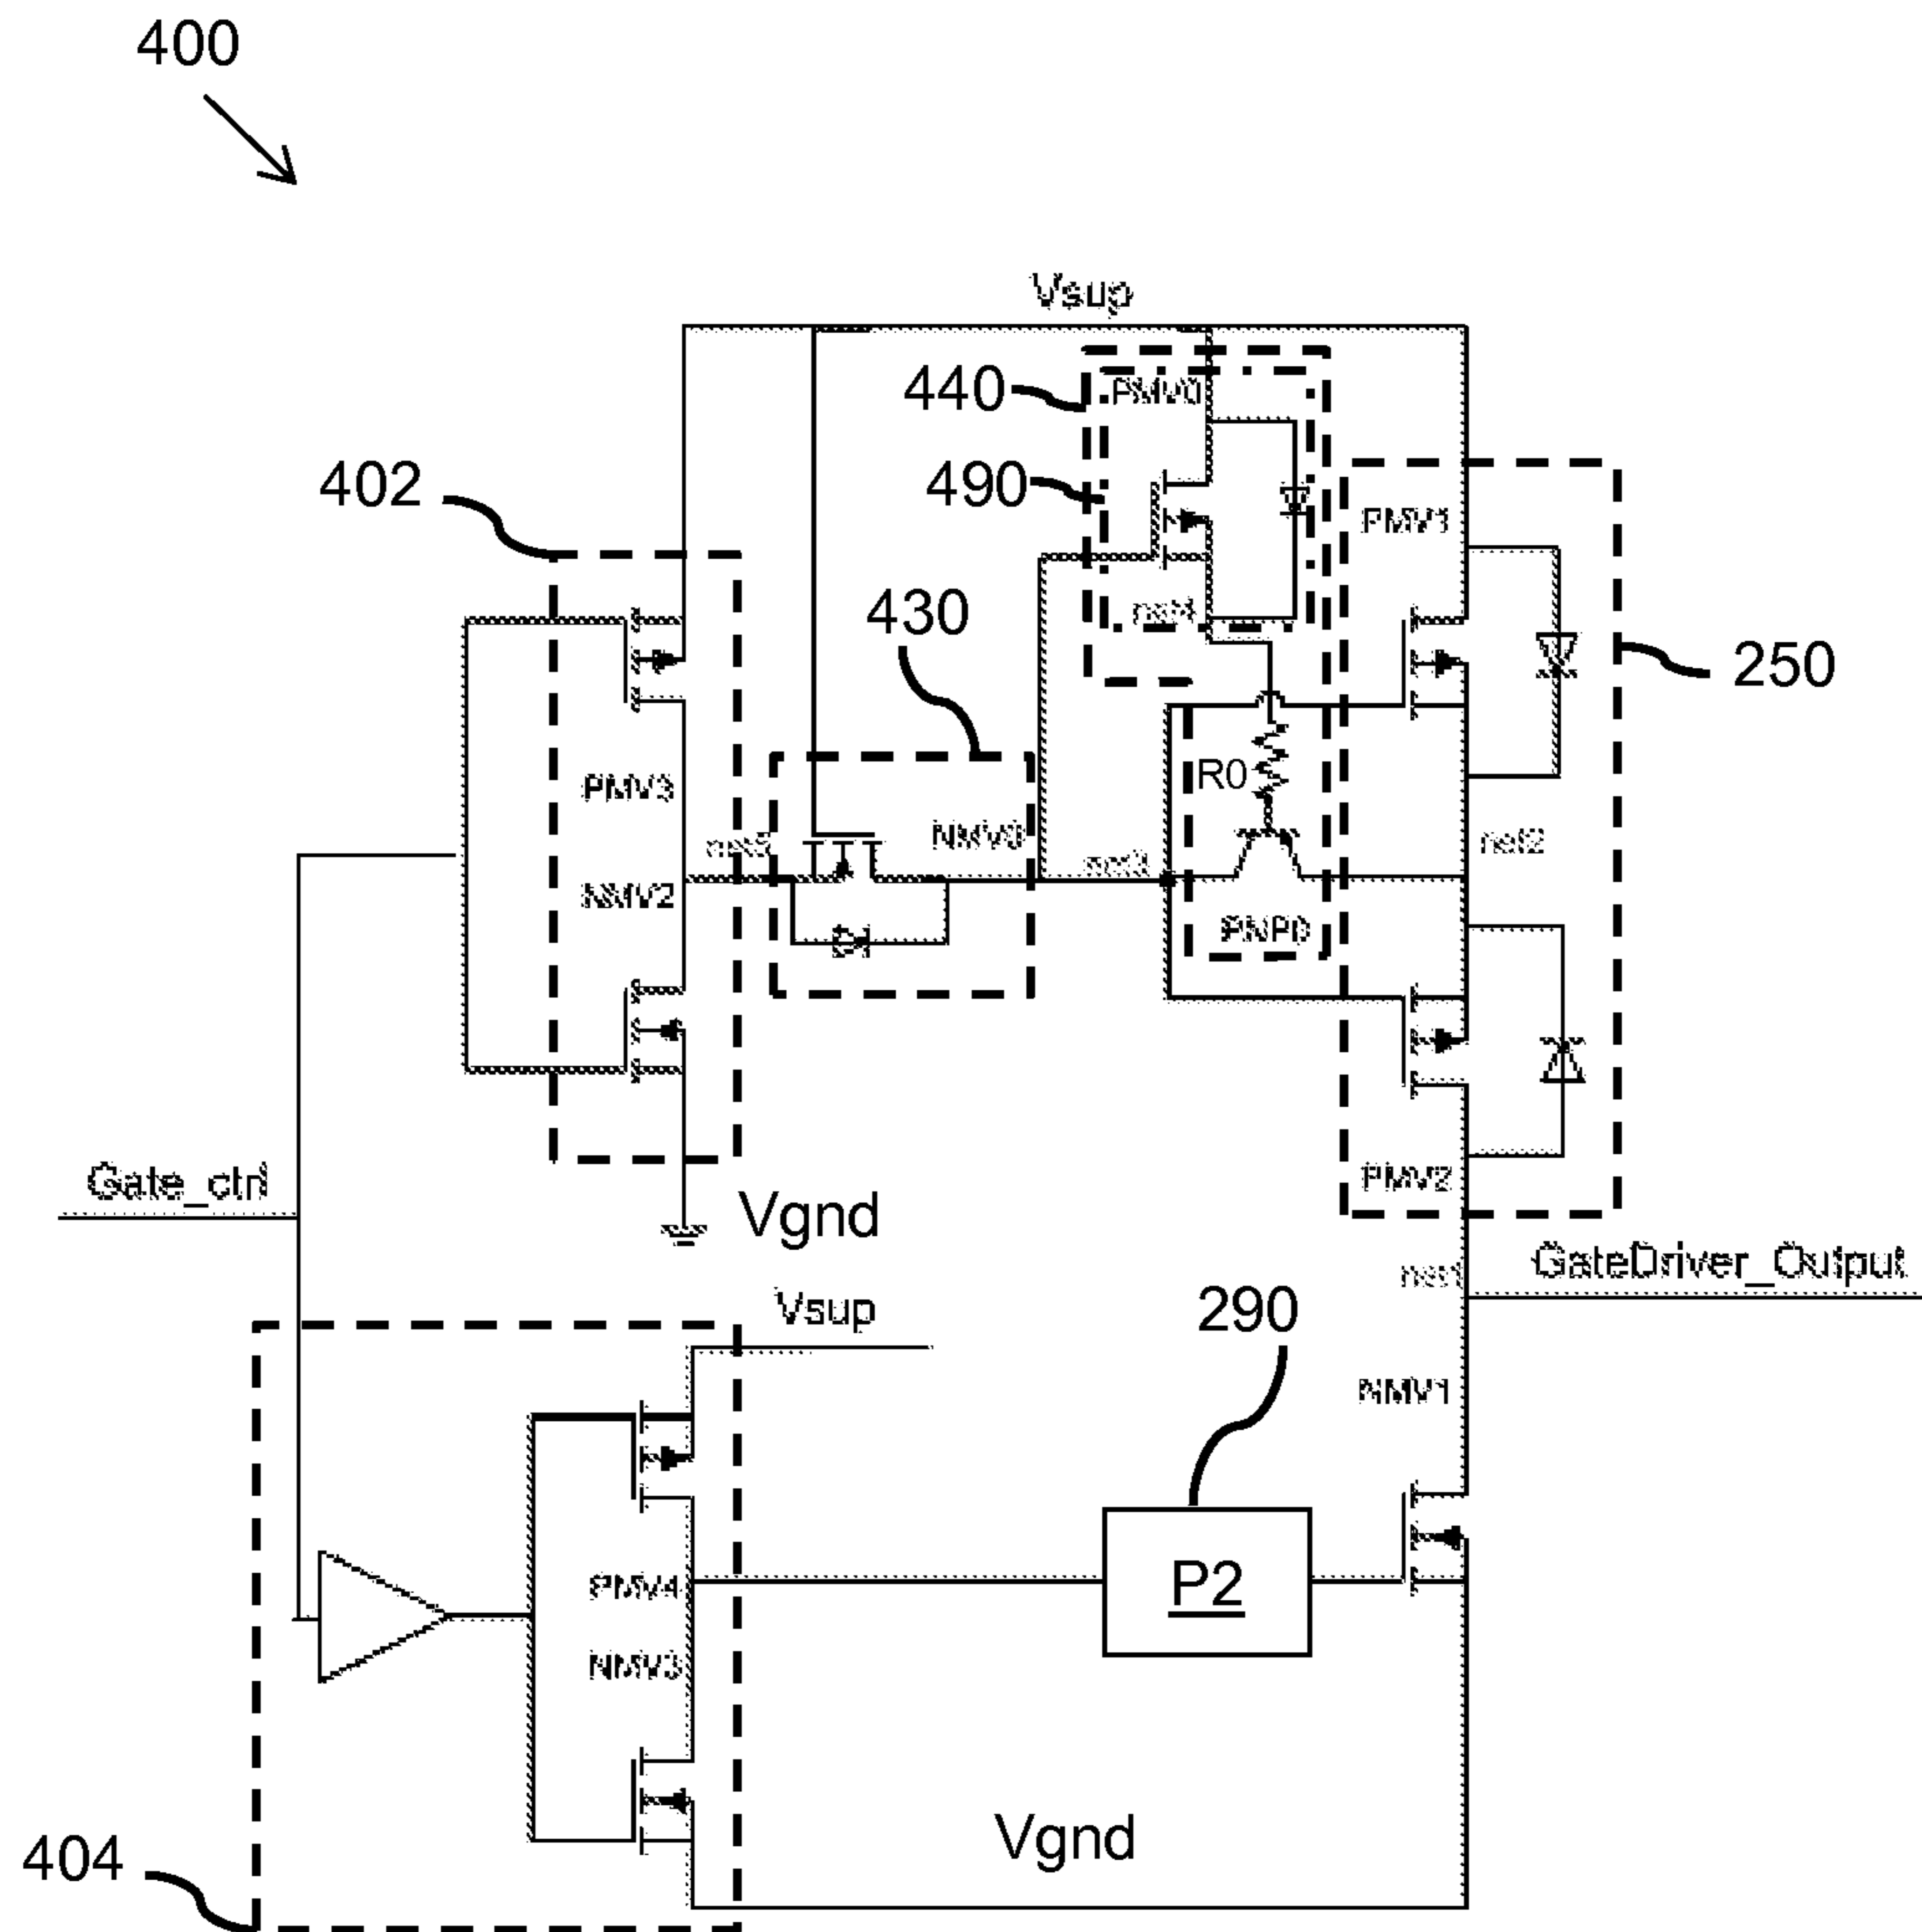 400
Vsup
440
PMV0
490
402
PMV1
net4
430
250
PMV3
R0
NMV0
net2
net3
NMV2
PNP0
Gate_ctrl
PMV2
Vgnd
GateDriver_Output
net1
Vsup
290
NMV1
PMV4
P2
NMV3
Vgnd
404